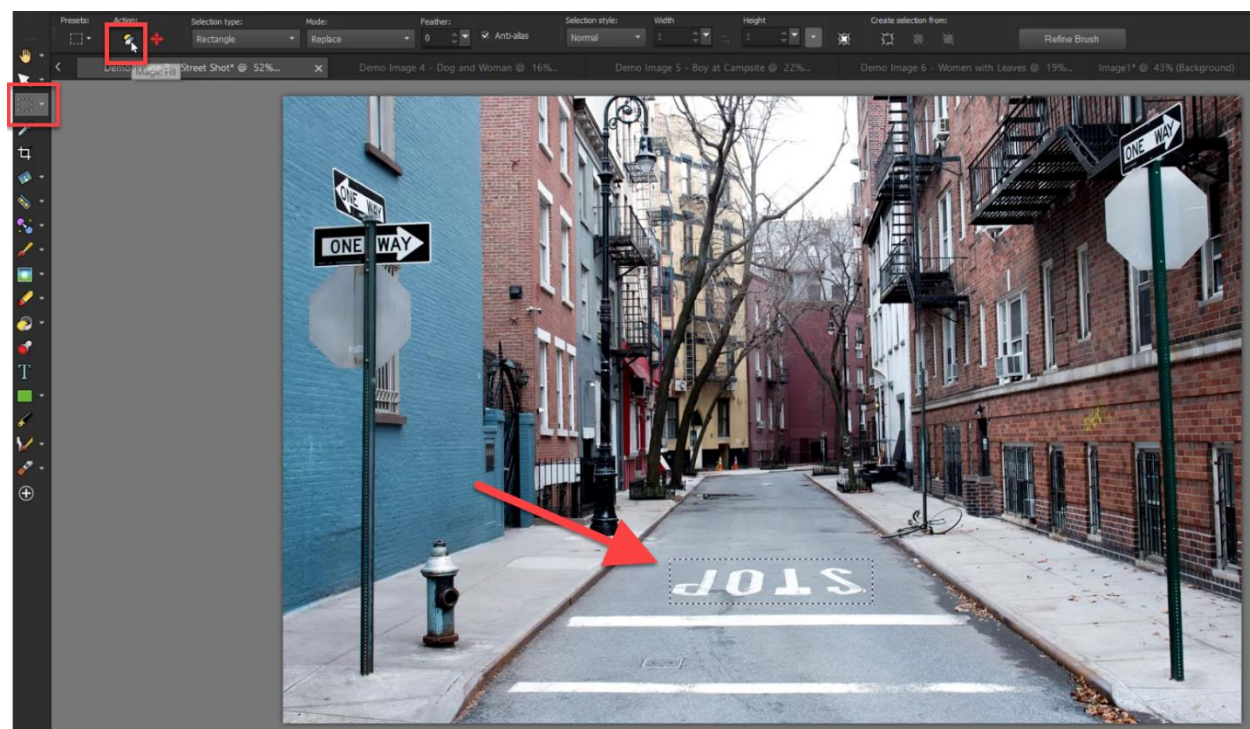 Presets:
Action:
Selection type:
Mode:
Feather:
Selection style:
Width
Height
Create selection from:
Rectangle
Replace
0
Anti-alias
Normal
1
1
Refine Brush
Street Shot* @ 52%...
Demo Image 4 - Dog and Woman @ 16%...
Demo Image 5 - Boy at Campsite @ 22%...
Demo Image 6 - Women with Leaves @ 19%...
Image1* @ 43% (Background)
Magic Fill
T
ONE WAY
ONE WAY
ONE WAY
STOP